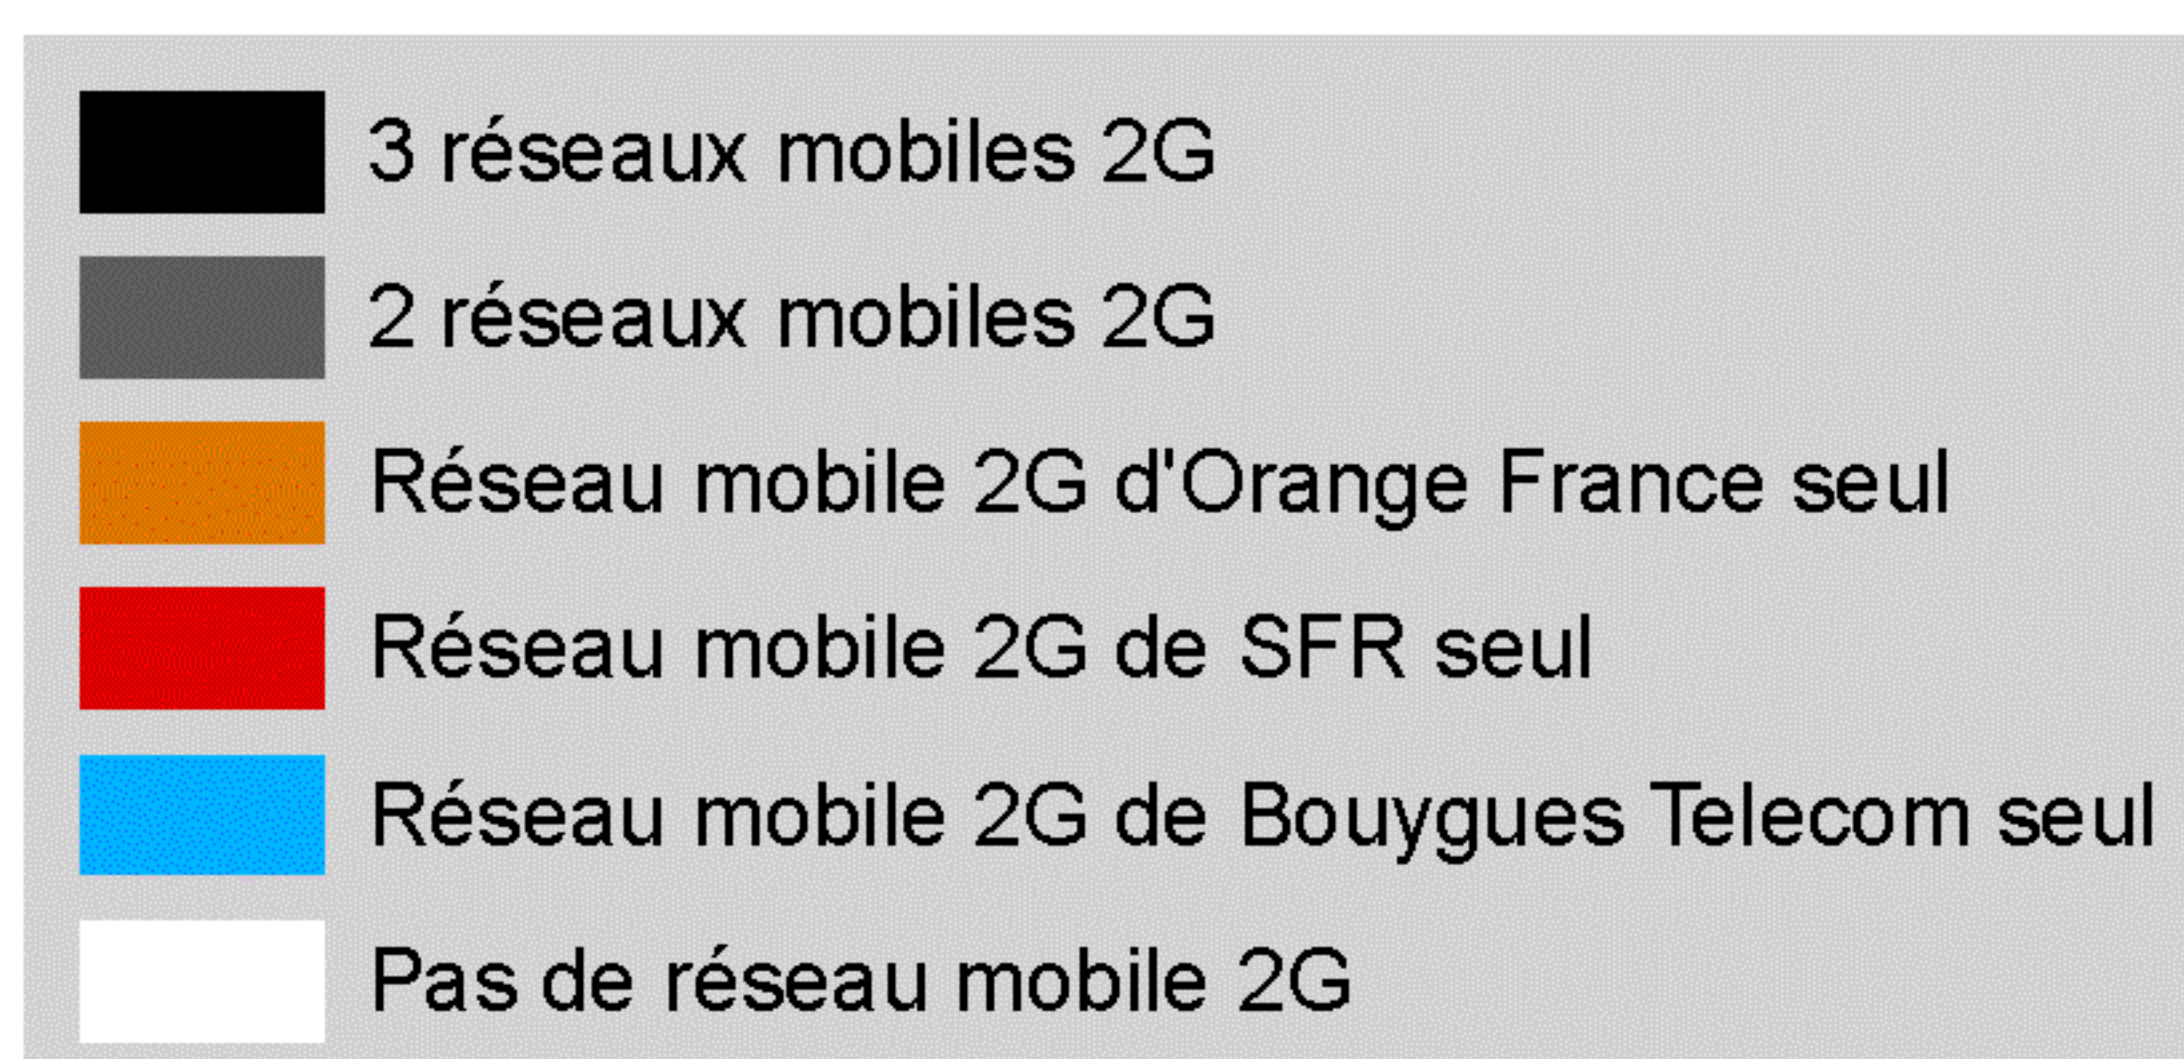 3 réseaux mobiles 2G
2 réseaux mobiles 2G
Réseau mobile 2G d'Orange France seul
Réseau mobile 2G de SFR seul
Réseau mobile 2G de Bouygues Telecom seul
Pas de réseau mobile 2G